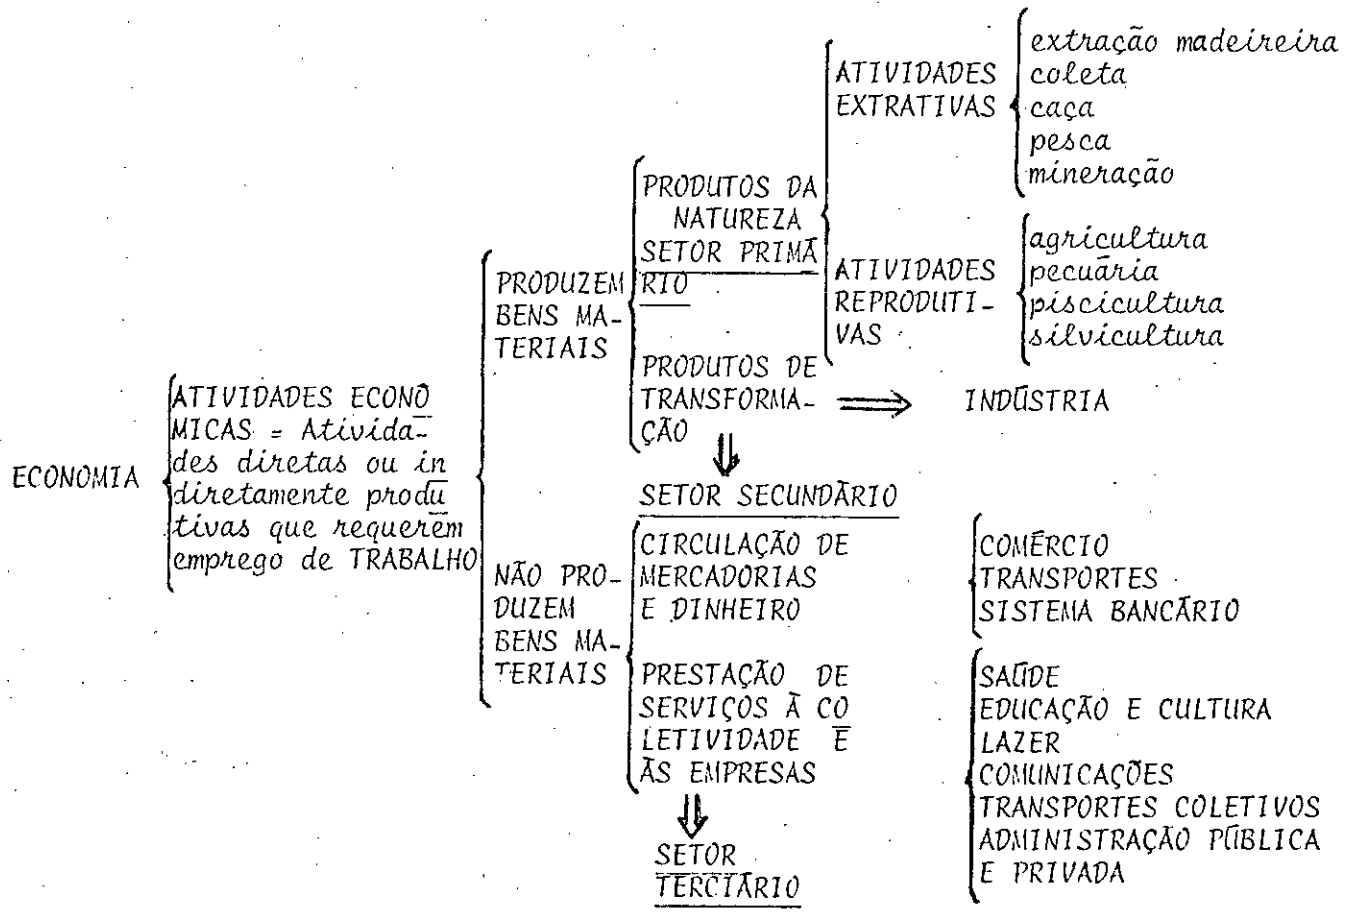 ECONOMIA
ATIVIDADES ECONÔ
MICAS = Ativida-
des diretas ou in
diretamente produ
tivas que requerem
emprego de TRABALHO
PRODUZEM
BENS MA-
TERIAIS
PRODUTOS DA
NATUREZA
SETOR PRIMÁ
RIO
ATIVIDADES
EXTRATIVAS
extração madeireira
coleta
caça
pesca
mineração
ATIVIDADES
REPRODUTI-
VAS
agricultura
pecuária
piscicultura
silvicultura
PRODUTOS DE
TRANSFORMA-
ÇÃO
INDÚSTRIA
SETOR SECUNDÁRIO
NÃO PRO-
DUZEM
BENS MA-
TERIAIS
CIRCULAÇÃO DE
MERCADORIAS
E DINHEIRO
COMÉRCIO
TRANSPORTES
SISTEMA BANCÁRIO
PRESTAÇÃO DE
SERVIÇOS À CO
LETIVIDADE E
ÀS EMPRESAS
SAÚDE
EDUCAÇÃO E CULTURA
LAZER
COMUNICAÇÕES
TRANSPORTES COLETIVOS
ADMINISTRAÇÃO PÚBLICA
E PRIVADA
SETOR
TERCIÁRIO